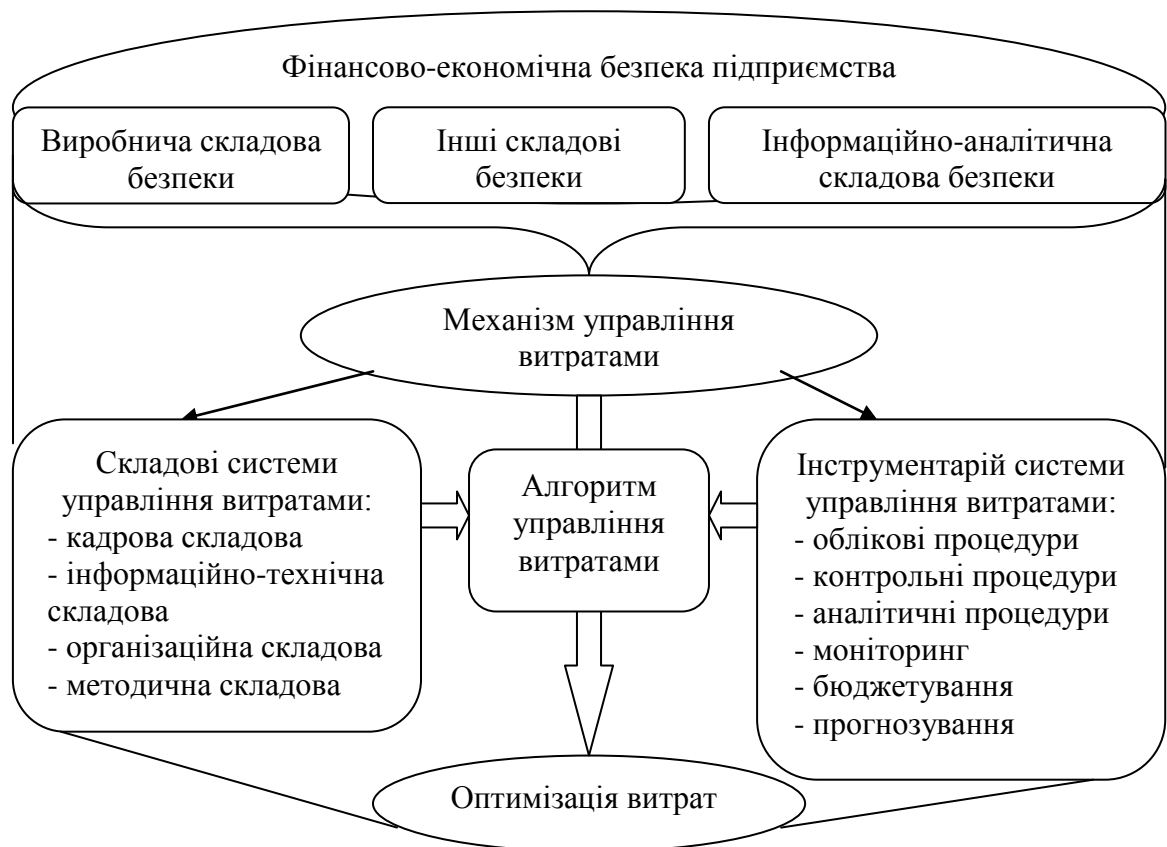 Фінансово-економічна безпека підприємства
Виробнича складова
безпеки
Інші складові
безпеки
Інформаційно-аналітична
складова безпеки
Механізм управління
витратами
Складові системи
управління витратами:
- кадрова складова
- інформаційно-технічна
складова
- організаційна складова
- методична складова
Алгоритм
управління
витратами
Інструментарій системи
управління витратами:
- облікові процедури
- контрольні процедури
- аналітичні процедури
- моніторинг
- бюджетування
- прогнозування
Оптимізація витрат